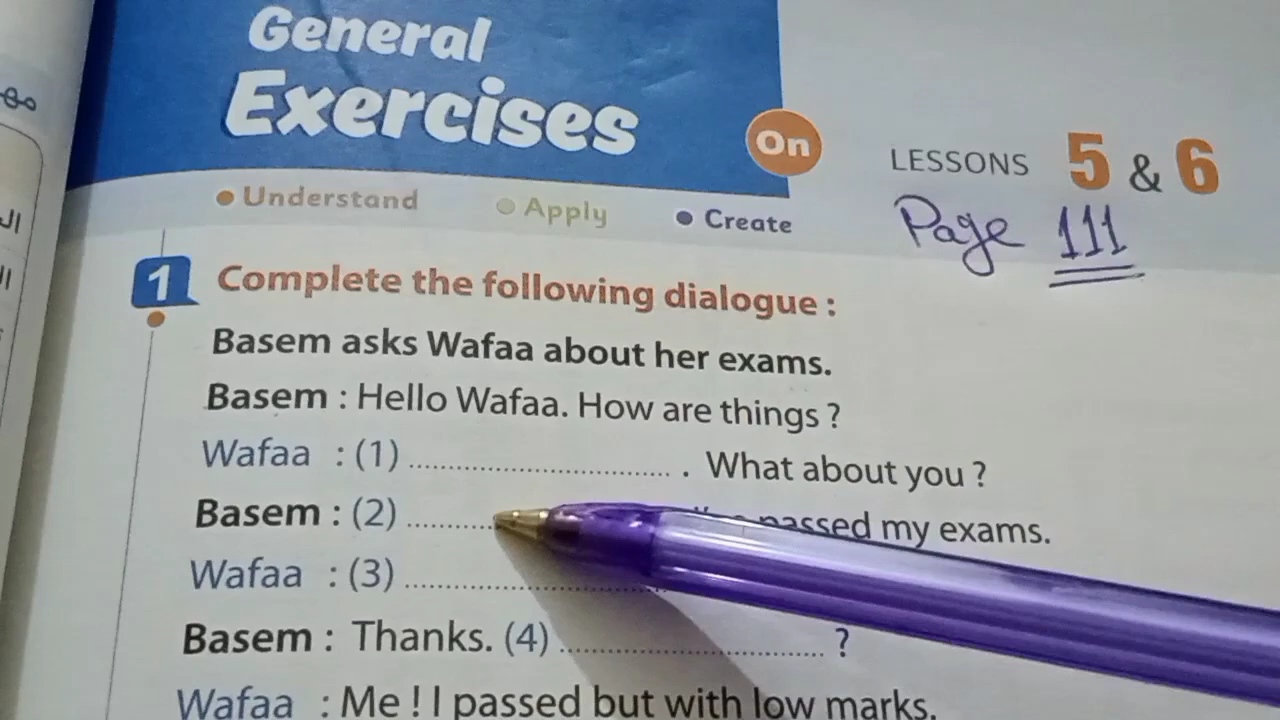 General
Exercises
On
LESSONS 5 & 6
Understand Apply Create
Page 111
1 Complete the following dialogue :
Basem asks Wafaa about her exams.
Basem : Hello Wafaa. How are things ?
Wafaa : (1) ................................ . What about you ?
Basem : (2) ........... passed my exams.
Wafaa : (3) ................................
Basem : Thanks. (4) ................................ ?
Wafaa : Me ! I passed but with low marks.